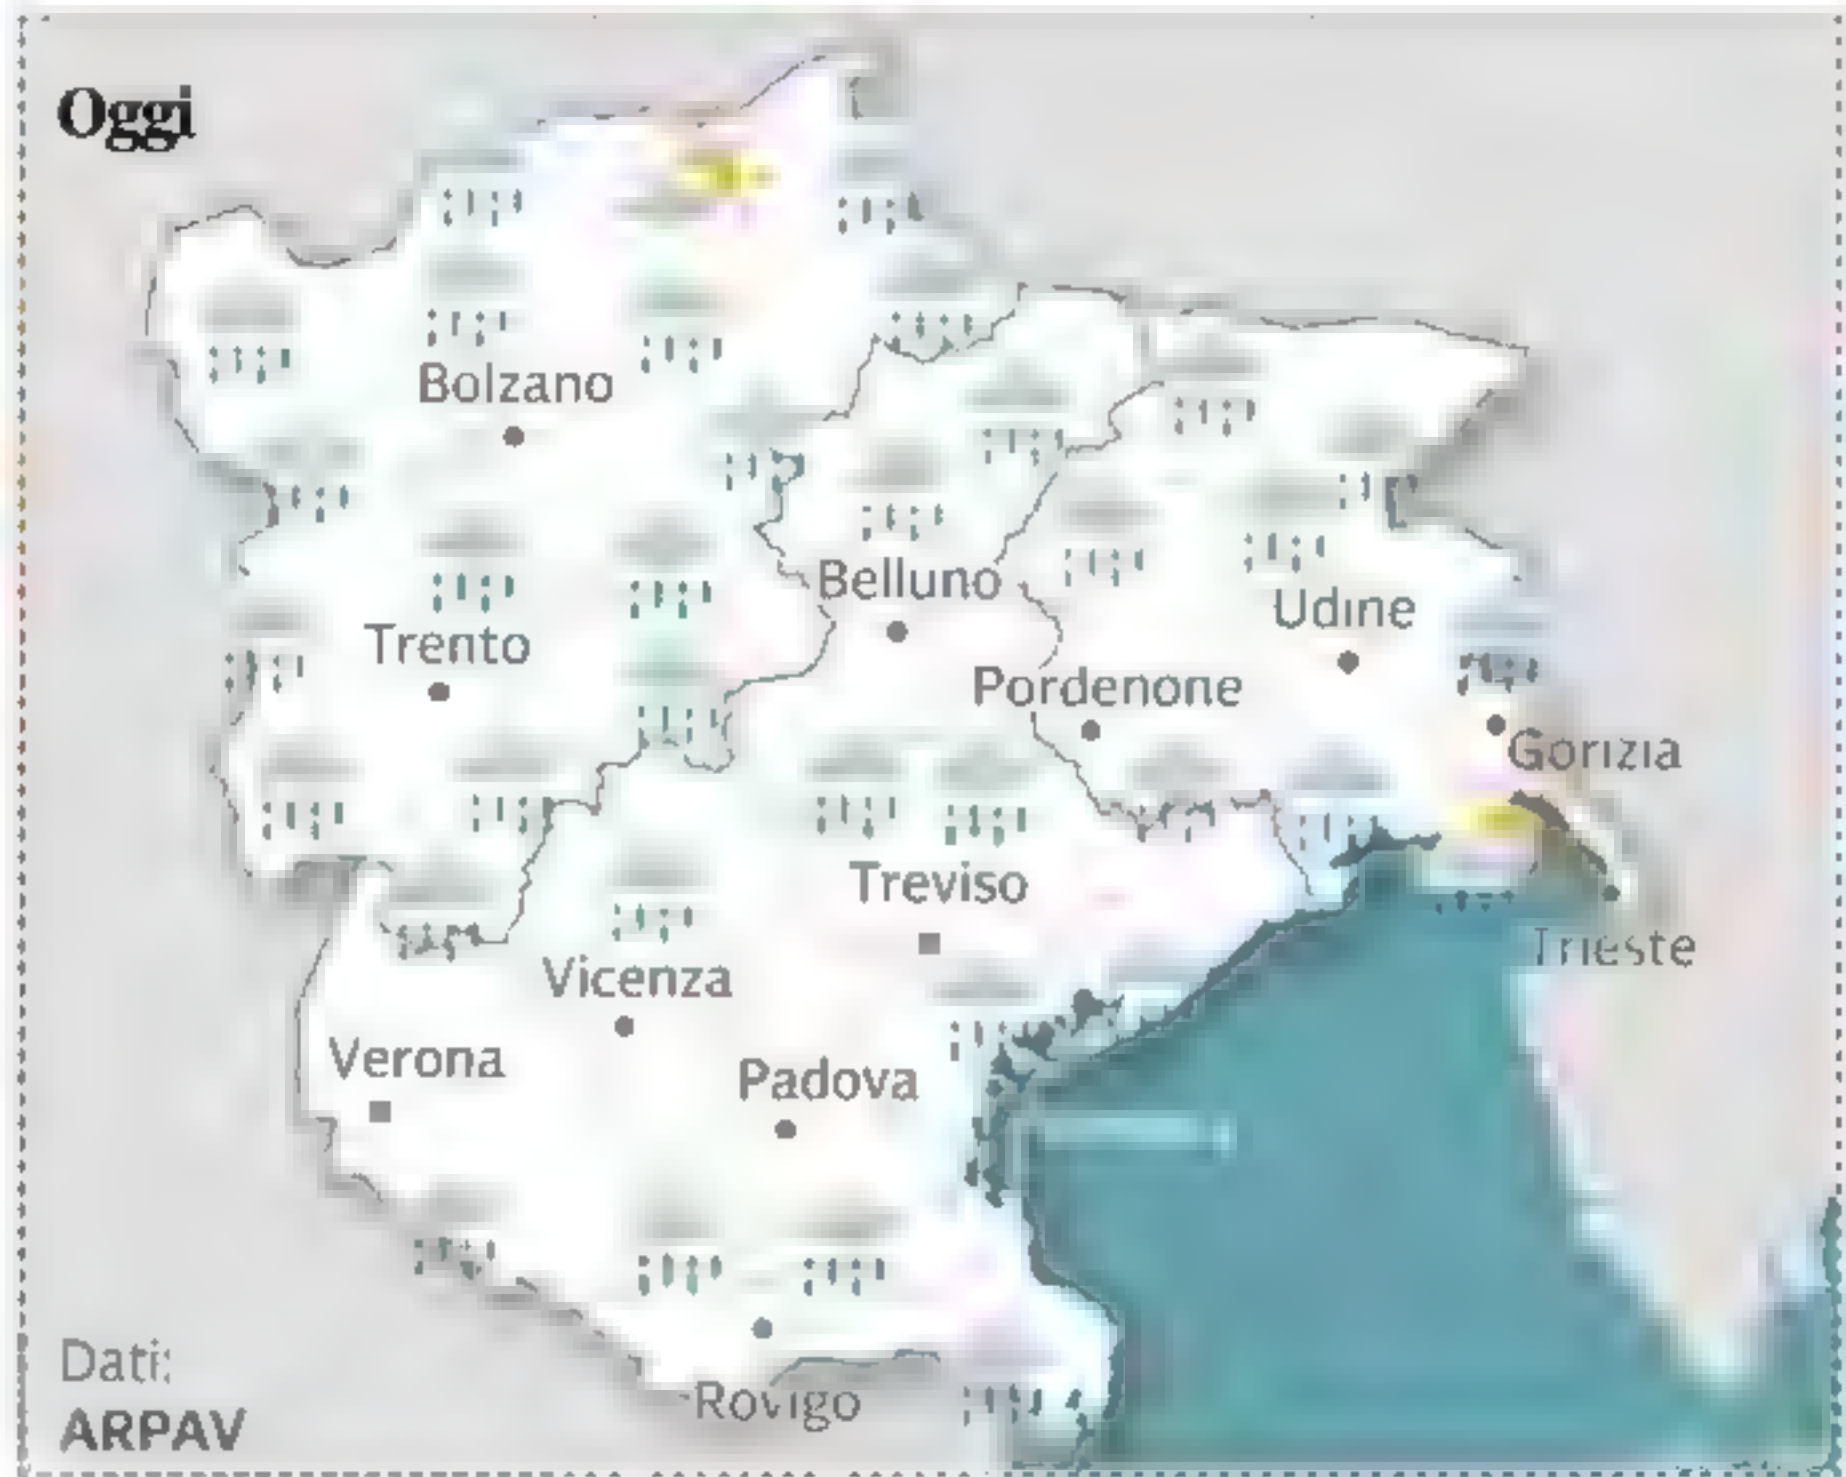 Oggi
Bolzano
Belluno
Udine
Trento
Pordenone
Gorizia
Treviso
Trieste
Vicenza
Verona
Padova
Rovigo
Dati:
ARPAV